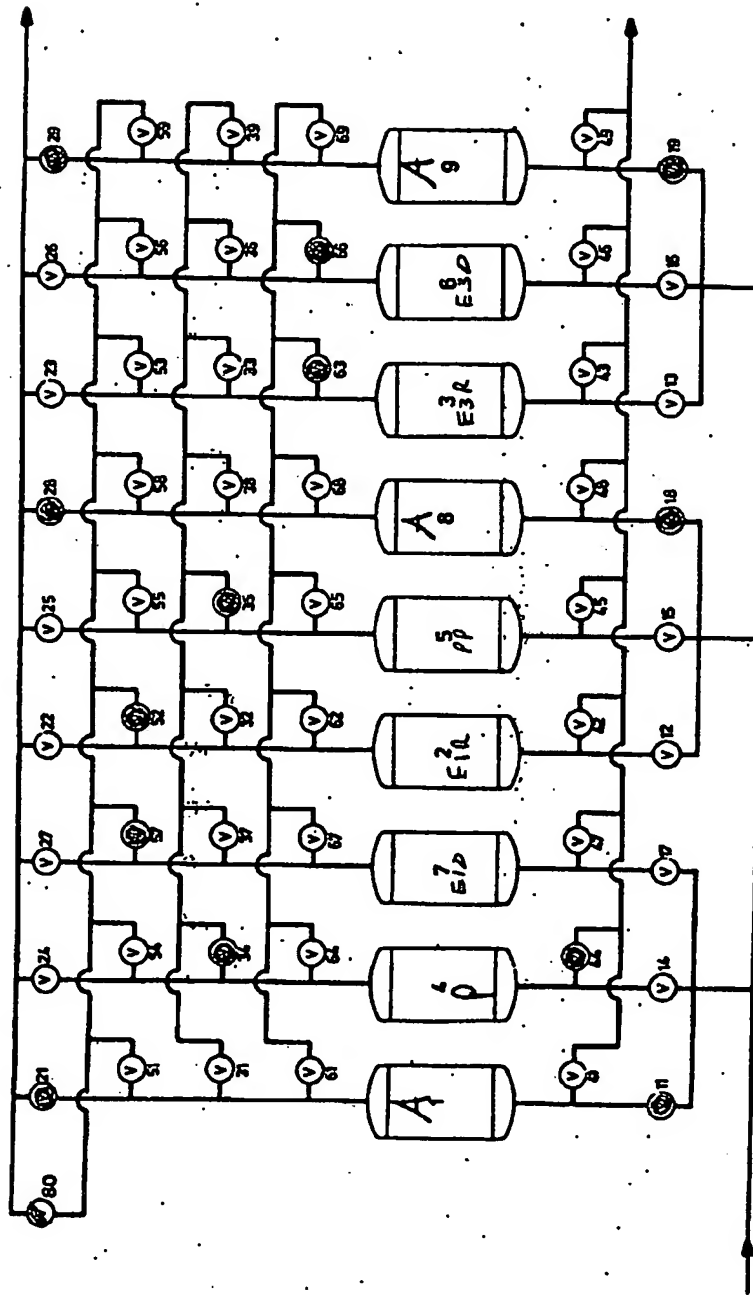 80
21 V 24 V 27 V 22 V 25 28 V 23 V 26 29
V 51 V 54 57 52 V 55 V 58 V 53 V 56 V 59
V 31 34 V 37 V 32 35 V 38 V 33 V 36 V 39
V 61 V 64 V 67 V 62 V 65 V 68 63 66 V 69
A 4 7 2 5 A 3 6 A
1 D E1D E1R PP 8 E3R E3D 9
V 41 44 V 47 V 42 V 45 V 48 V 43 V 46 V 49
11 V 14 V 17 V 12 V 15 18 V 13 V 16 19